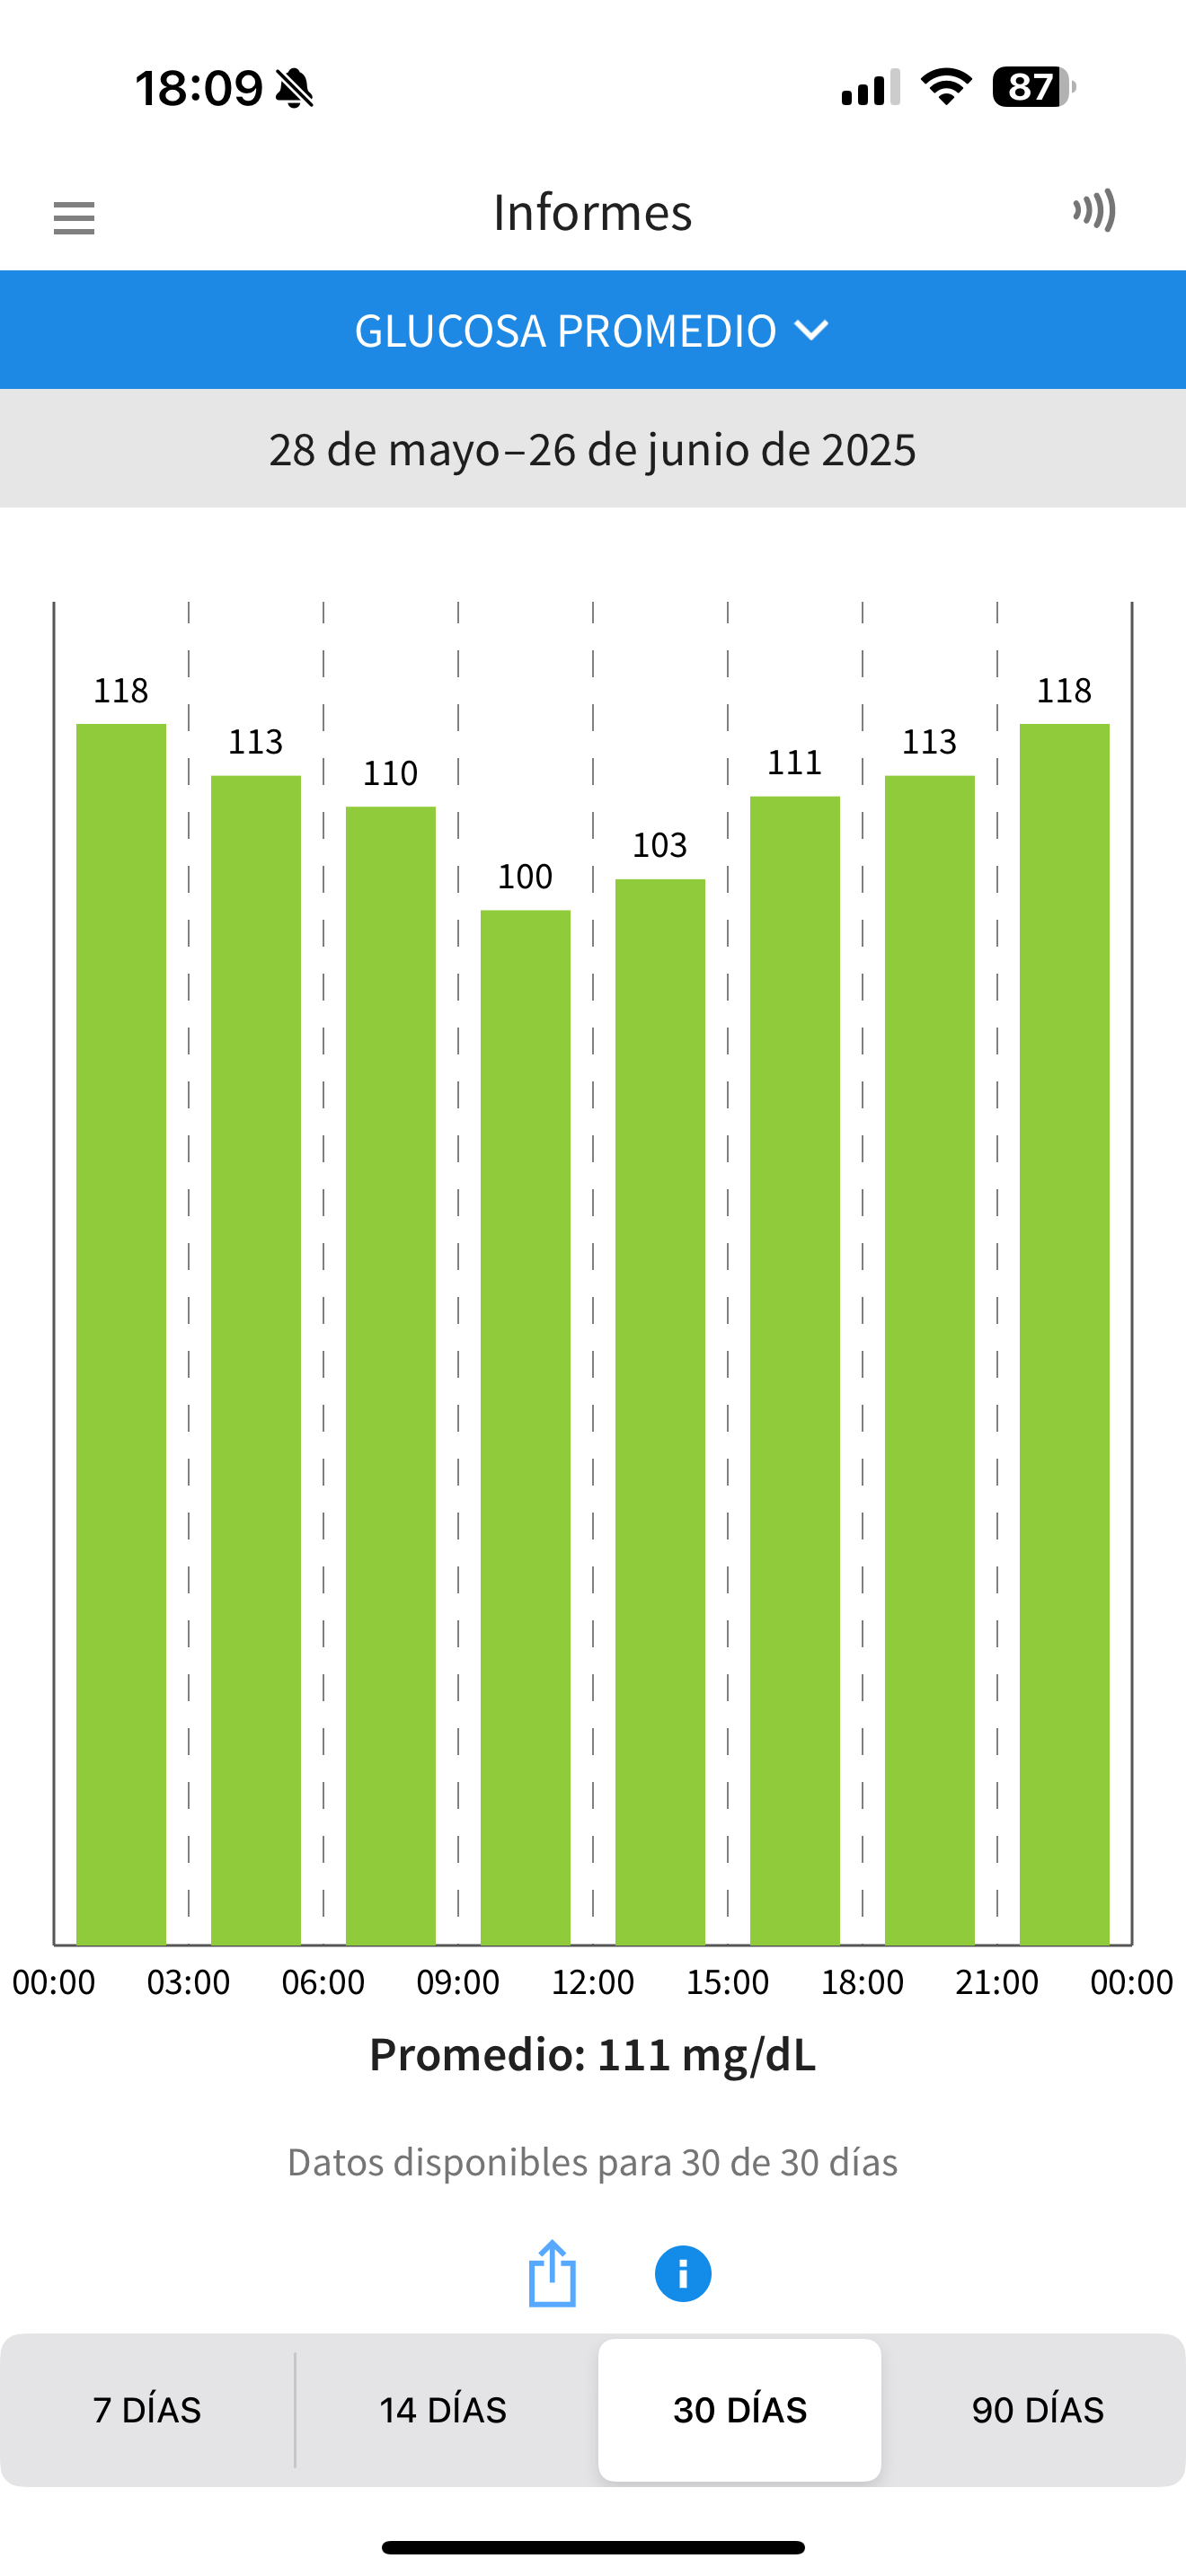 18:09
87
Informes
GLUCOSA PROMEDIO
28 de mayo–26 de junio de 2025
118 113 110 100 103 111 113 118
00:00 03:00 06:00 09:00 12:00 15:00 18:00 21:00 00:00
Promedio: 111 mg/dL
Datos disponibles para 30 de 30 días
7 DÍAS 14 DÍAS 30 DÍAS 90 DÍAS